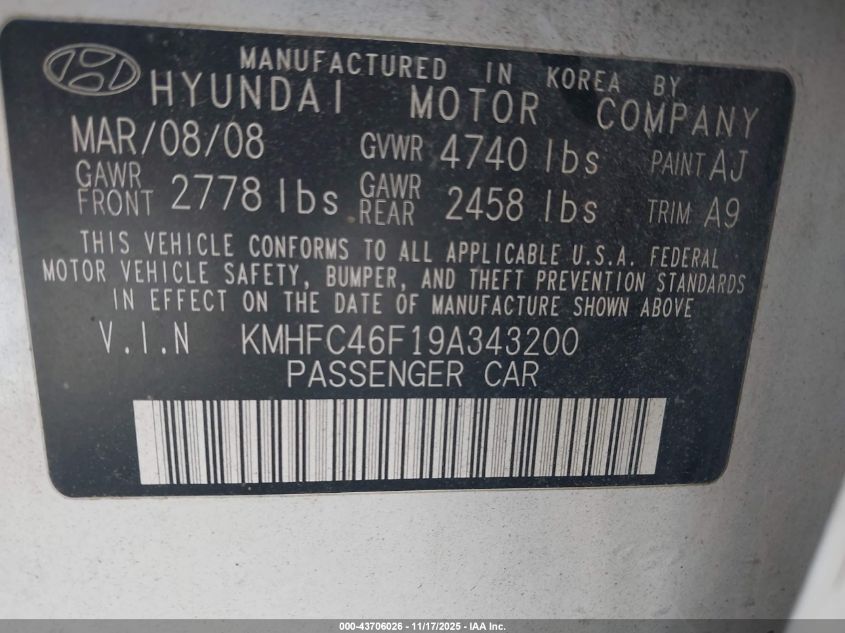 MANUFACTURED IN KOREA BY
HYUNDAI MOTOR COMPANY
MAR/08/08 GVWR 4740 lbs PAINT AJ
GAWR FRONT 2778 lbs GAWR REAR 2458 lbs TRIM A9
THIS VEHICLE CONFORMS TO ALL APPLICABLE U.S.A. FEDERAL
MOTOR VEHICLE SAFETY, BUMPER, AND THEFT PREVENTION STANDARDS
IN EFFECT ON THE DATE OF MANUFACTURE SHOWN ABOVE
V.I.N KMHFC46F19A343200
PASSENGER CAR
000-43706026 - 11/17/2025 - IAA Inc.